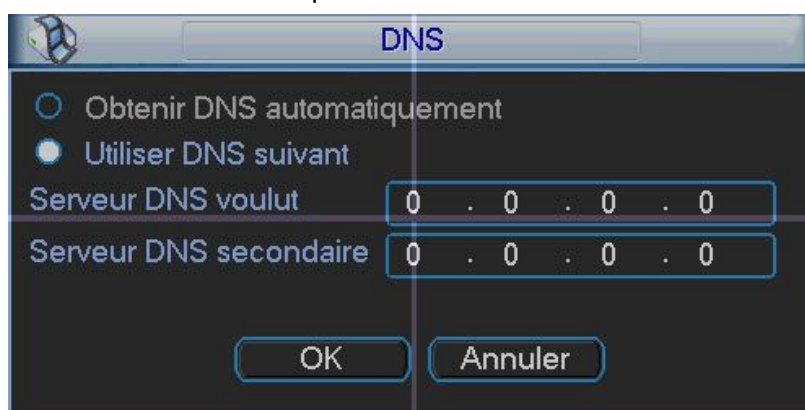 DNS
Obtenir DNS automatiquement
Utiliser DNS suivant
Serveur DNS voulut 0 . 0 . 0 . 0
Serveur DNS secondaire 0 . 0 . 0 . 0
OK Annuler